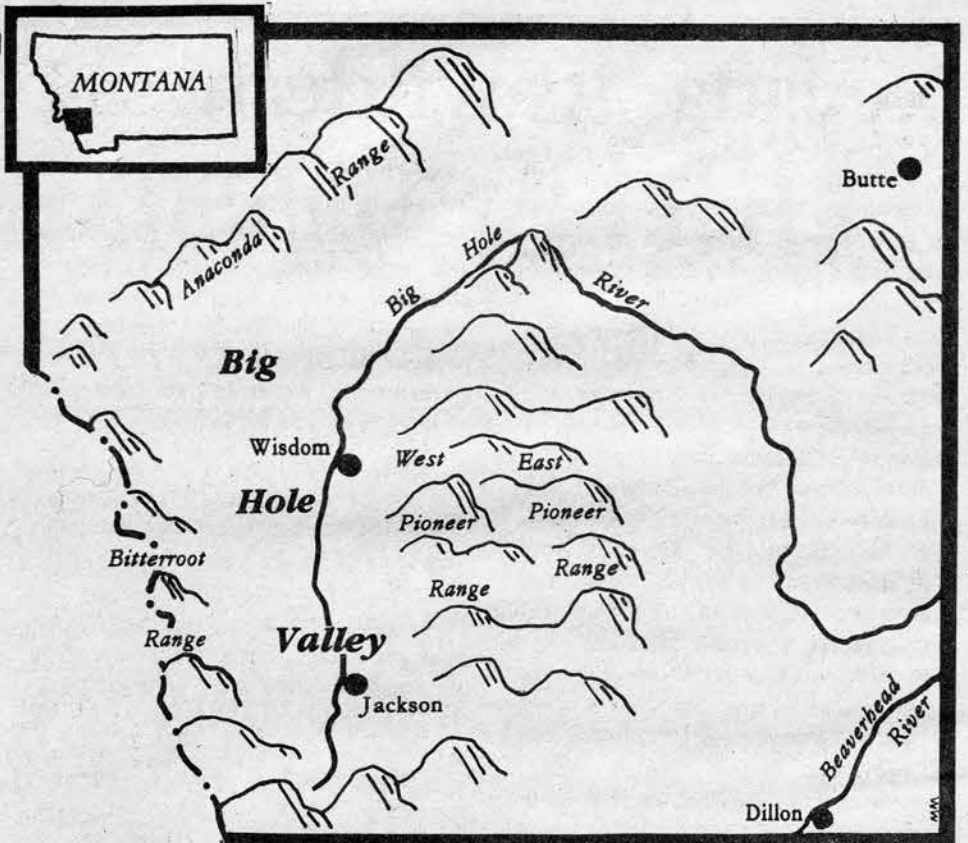 MONTANA
Butte
Anaconda Range
Big Hole River
Big
Hole
Valley
Wisdom
West
Pioneer
Range
East
Pioneer
Range
Bitterroot
Range
Jackson
Beaverhead
River
Dillon
WW